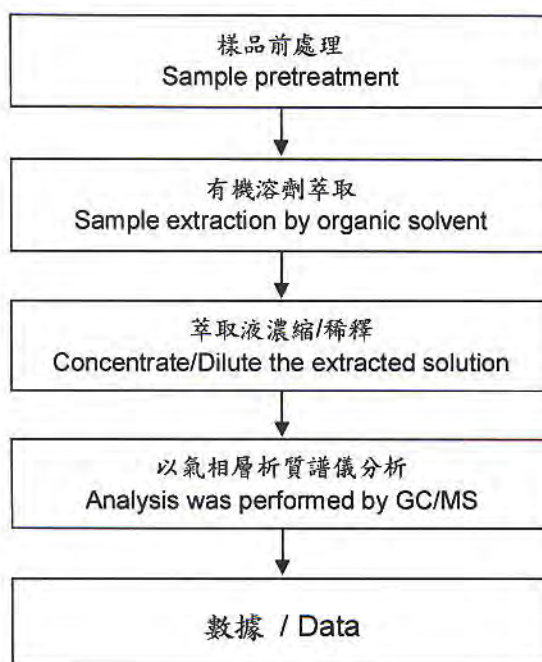 樣品前處理
Sample pretreatment
有機溶劑萃取
Sample extraction by organic solvent
萃取液濃縮/稀釋
Concentrate/Dilute the extracted solution
以氣相層析質譜儀分析
Analysis was performed by GC/MS
數據 / Data